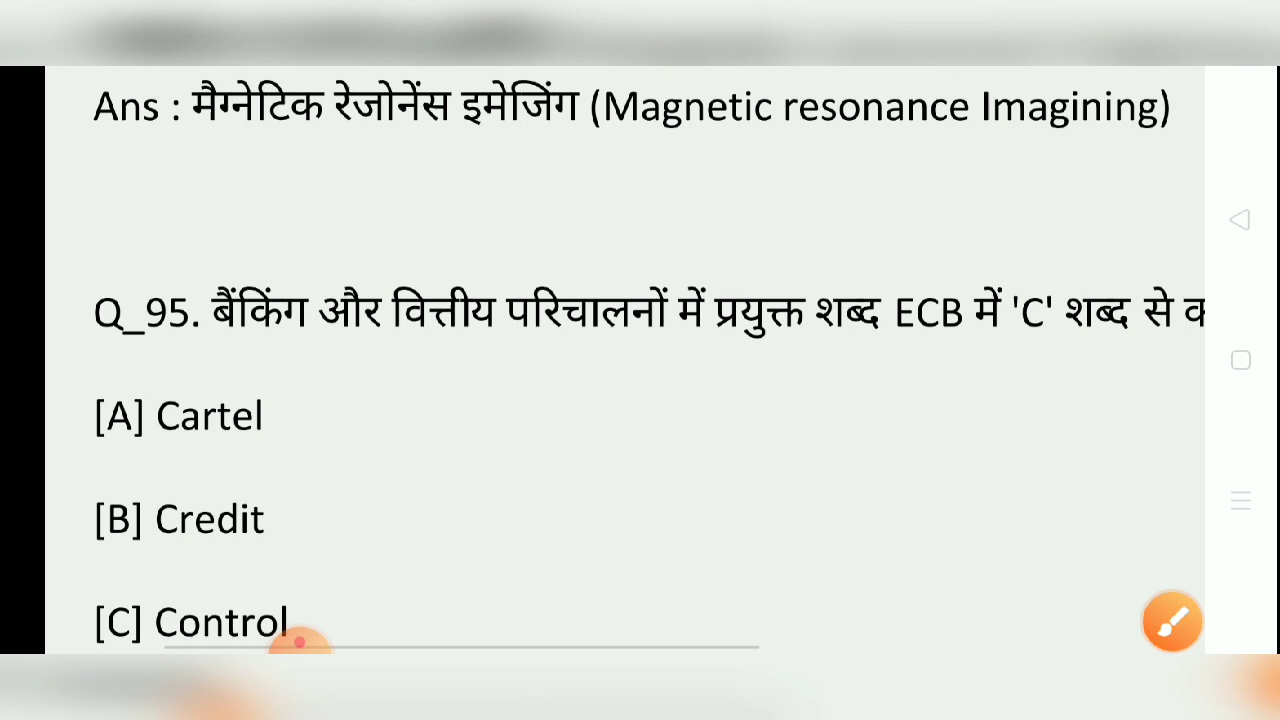 Ans : मैग्नेटिक रेजोनेंस इमेजिंग (Magnetic resonance Imagining)
Q_95. बैंकिंग और वित्तीय परिचालनों में प्रयुक्त शब्द ECB में 'C' शब्द से
[A] Cartel
[B] Credit
[C] Control